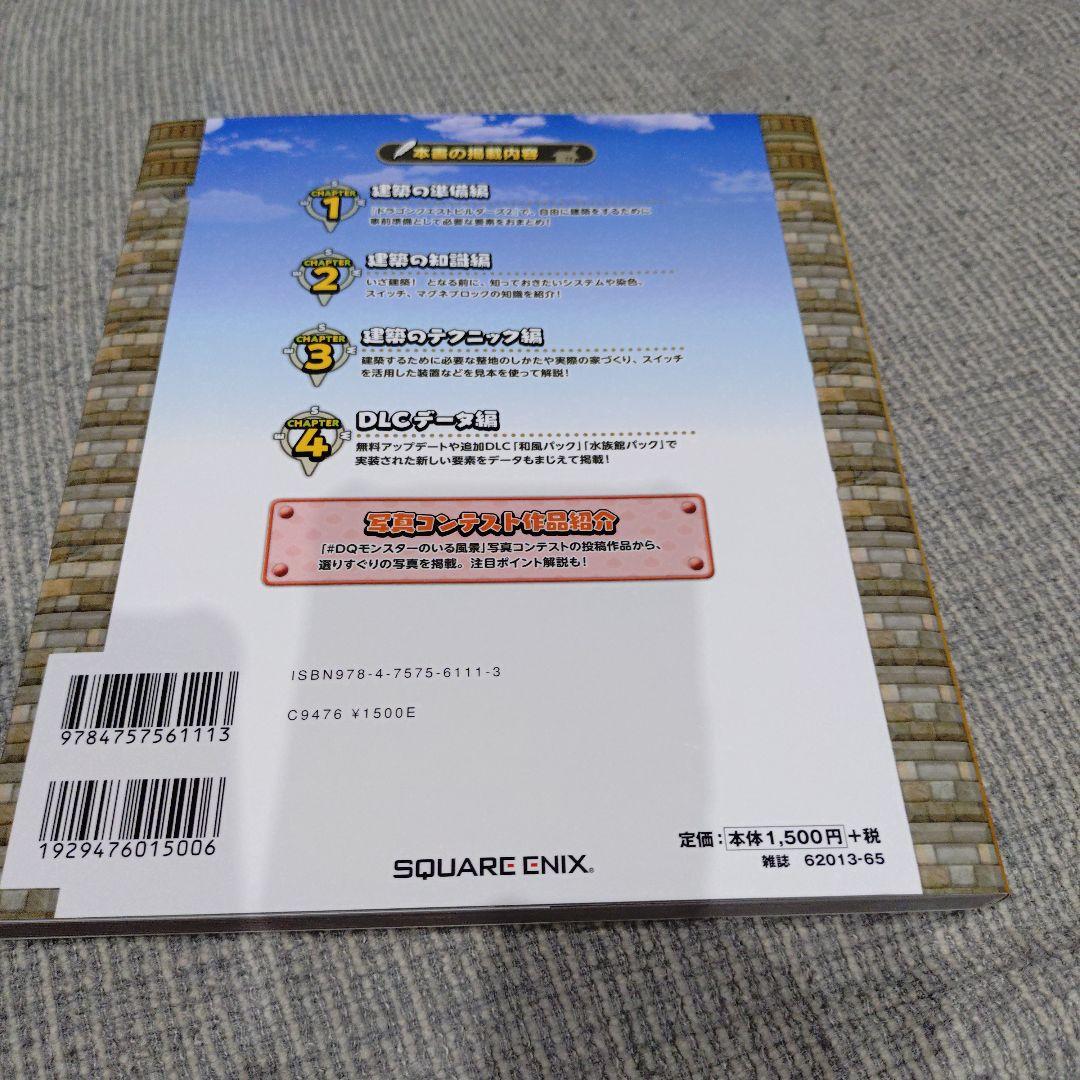 本書の掲載内容
CHAPTER 1
建築の準備編
『ドラゴンクエストビルダーズ2』で、自由に建築をするために
事前準備として必要な要素をおまとめ!
CHAPTER 2
建築の知識編
いざ建築! となる前に、知っておきたいシステムや染色、
スイッチ、マグネブロックの知識を紹介!
S
CHAPTER 3
建築のテクニック編
建築するために必要な整地のしかたや実際の家づくり、スイッチ
を活用した装置などを見本を使って解説!
S
CHAPTER 4
DLCデータ編
無料アップデートや追加DLC「和風パック」「水族館パック」で
実装された新しい要素をデータもまじえて掲載!
写真コンテスト作品紹介
「#DQモンスターのいる風景」写真コンテストの投稿作品から、
選りすぐりの写真を掲載。注目ポイント解説も!
ISBN978-4-7575-6111-3
C9476 ¥1500E
9784757561113
1929476015006
定価:本体1,500円+税
雑誌 62013-65
SQUARE ENIX®